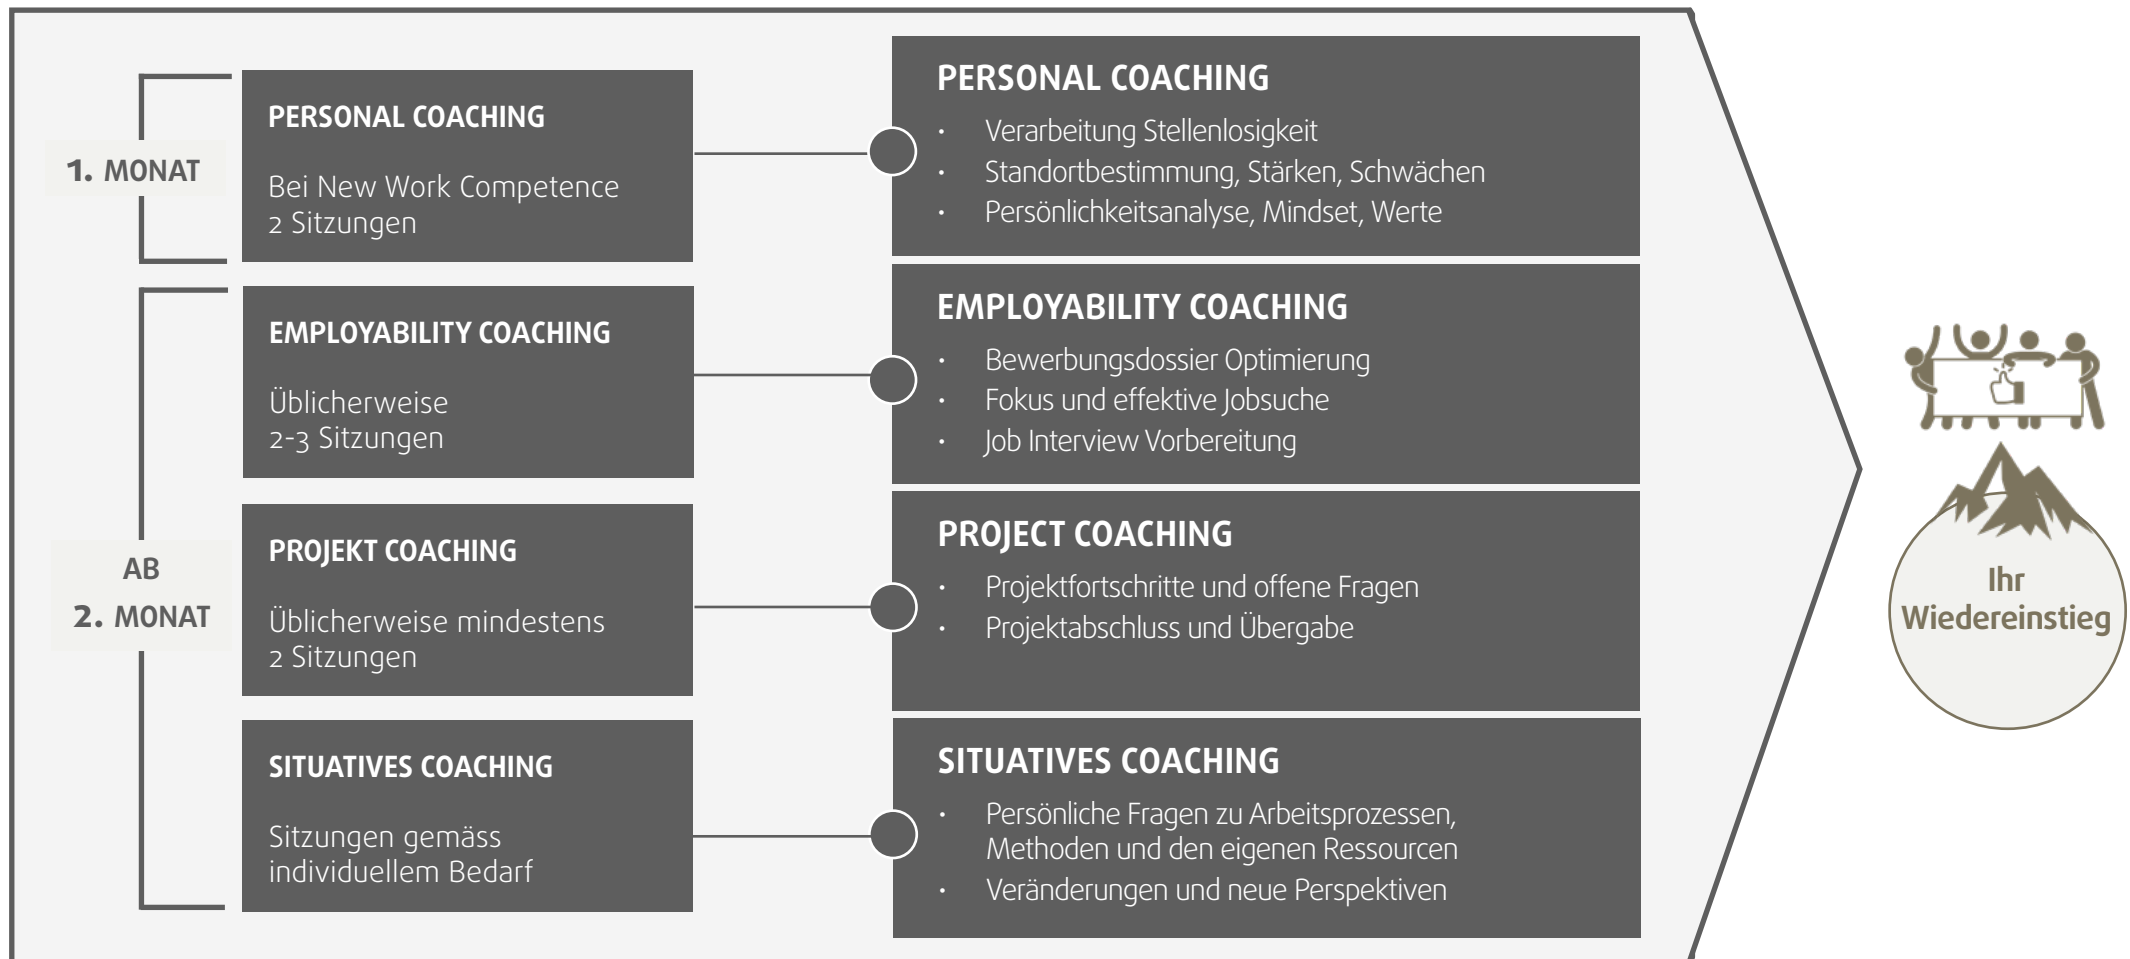 1. MONAT
PERSONAL COACHING
Bei New Work Competence
2 Sitzungen
PERSONAL COACHING
• Verarbeitung Stellenlosigkeit
• Standortbestimmung, Stärken, Schwächen
• Persönlichkeitsanalyse, Mindset, Werte
AB
2. MONAT
EMPLOYABILITY COACHING
Üblicherweise
2-3 Sitzungen
EMPLOYABILITY COACHING
• Bewerbungsdossier Optimierung
• Fokus und effektive Jobsuche
• Job Interview Vorbereitung
PROJEKT COACHING
Üblicherweise mindestens
2 Sitzungen
PROJECT COACHING
• Projektfortschritte und offene Fragen
• Projektabschluss und Übergabe
SITUATIVES COACHING
Sitzungen gemäss
individuellem Bedarf
SITUATIVES COACHING
• Persönliche Fragen zu Arbeitsprozessen,
Methoden und den eigenen Ressourcen
• Veränderungen und neue Perspektiven
Ihr
Wiedereinstieg